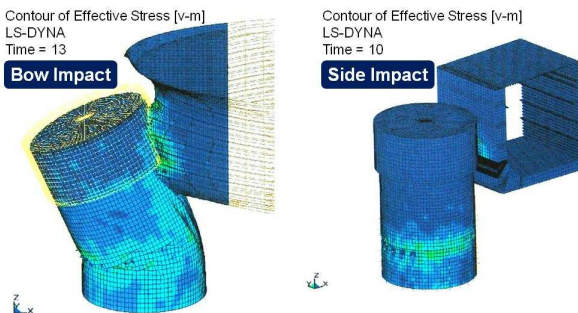 Contour of Effective Stress [v-m]
LS-DYNA
Time = 13
Bow Impact
Z
X
Contour of Effective Stress [v-m]
LS-DYNA
Time = 10
Side Impact
Z
Y X